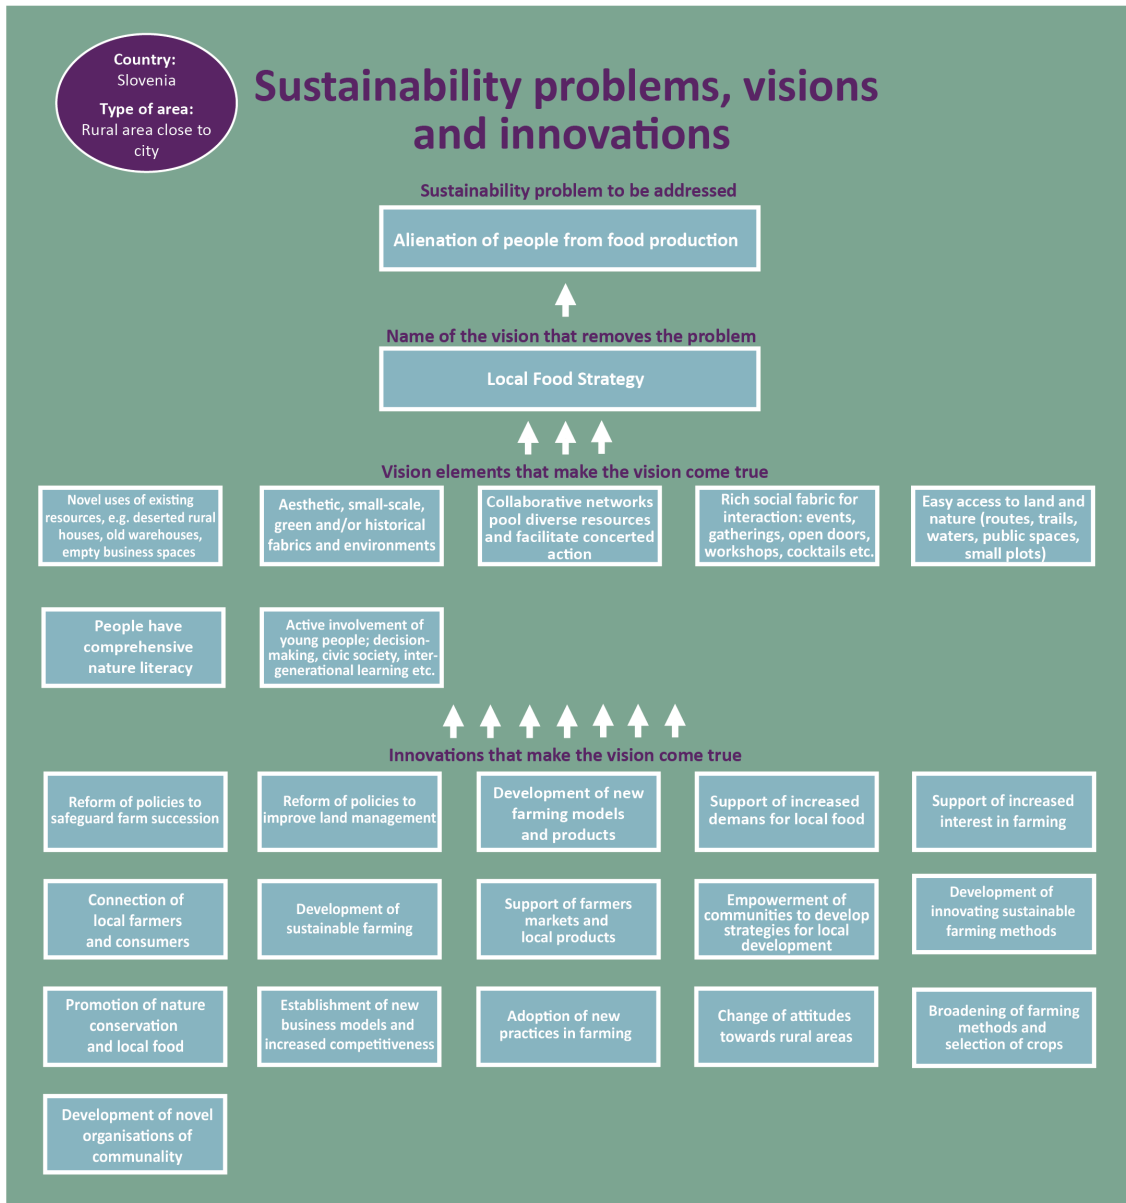 Country:
Slovenia
Type of area:
Rural area close to
city
Sustainability problems, visions
and innovations
Sustainability problem to be addressed
Alienation of people from food production
Name of the vision that removes the problem
Local Food Strategy
Vision elements that make the vision come true
Novel uses of existing
resources, e.g. deserted rural
houses, old warehouses,
empty business spaces
Aesthetic, small-scale,
green and/or historical
fabrics and environments
Collaborative networks
pool diverse resources
and facilitate concerted
action
Rich social fabric for
interaction: events,
gatherings, open doors,
workshops, cocktails etc.
Easy access to land and
nature (routes, trails,
waters, public spaces,
small plots)
People have
comprehensive
nature literacy
Active involvement of
young people; decision-
making, civic society, inter-
generational learning etc.
Innovations that make the vision come true
Reform of policies to
safeguard farm succession
Reform of policies to
improve land management
Development of new
farming models
and products
Support of increased
demans for local food
Support of increased
interest in farming
Connection of
local farmers
and consumers
Development of
sustainable farming
Support of farmers
markets and
local products
Empowerment of
communities to develop
strategies for local
development
Development of
innovating sustainable
farming methods
Promotion of nature
conservation
and local food
Establishment of new
business models and
increased competitiveness
Adoption of new
practices in farming
Change of attitudes
towards rural areas
Broadening of farming
methods and
selection of crops
Development of novel
organisations of
communality